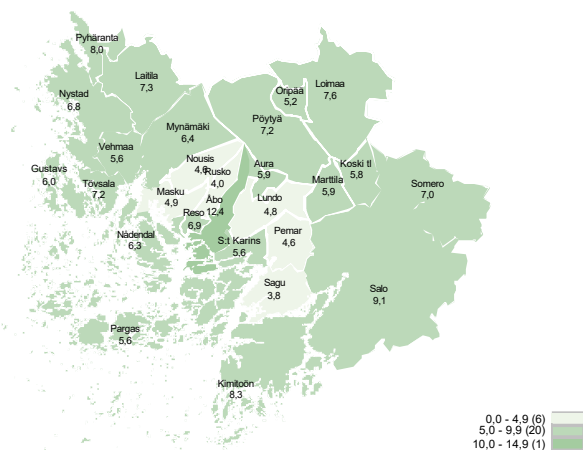 Pyhäranta
8,0
Laitila
7,3
Loimaa
7,6
Oripää
5,2
Nystad
6,8
Pöytyä
7,2
Mynämäki
6,4
Vehmaa
5,6
Nousis
4,6
Rusko
4,0
Aura
5,9
Koski tl
5,8
Gustavs
6,0
Tövsala
7,2
Marttila
5,9
Somero
7,0
Masku
4,9
Åbo
12,4
Lundo
4,8
Reso
6,9
Nådendal
6,3
S:t Karins
5,6
Pemar
4,6
Sagu
3,8
Salo
9,1
Pargas
5,6
Kimitoön
8,3
0,0 - 4,9 (6)
5,0 - 9,9 (20)
10,0 - 14,9 (1)